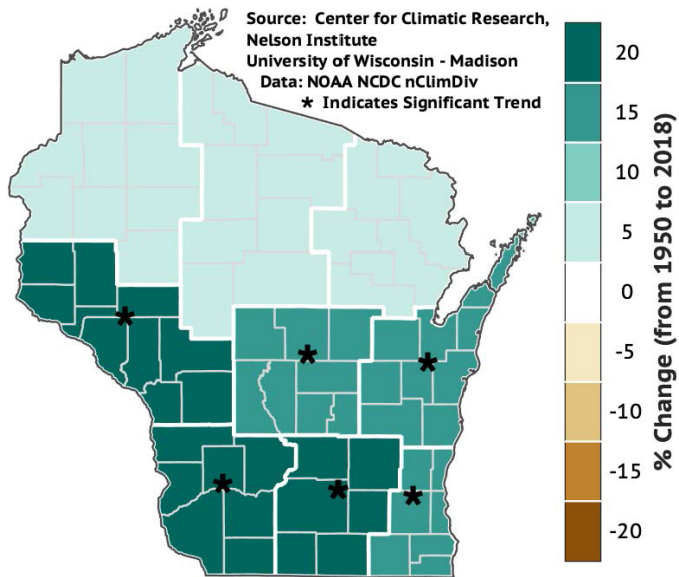 Source: Center for Climatic Research,
Nelson Institute
University of Wisconsin - Madison
Data: NOAA NCDC nClimDiv
* Indicates Significant Trend
20
15
10
5
0
-5
-10
-15
-20
% Change (from 1950 to 2018)